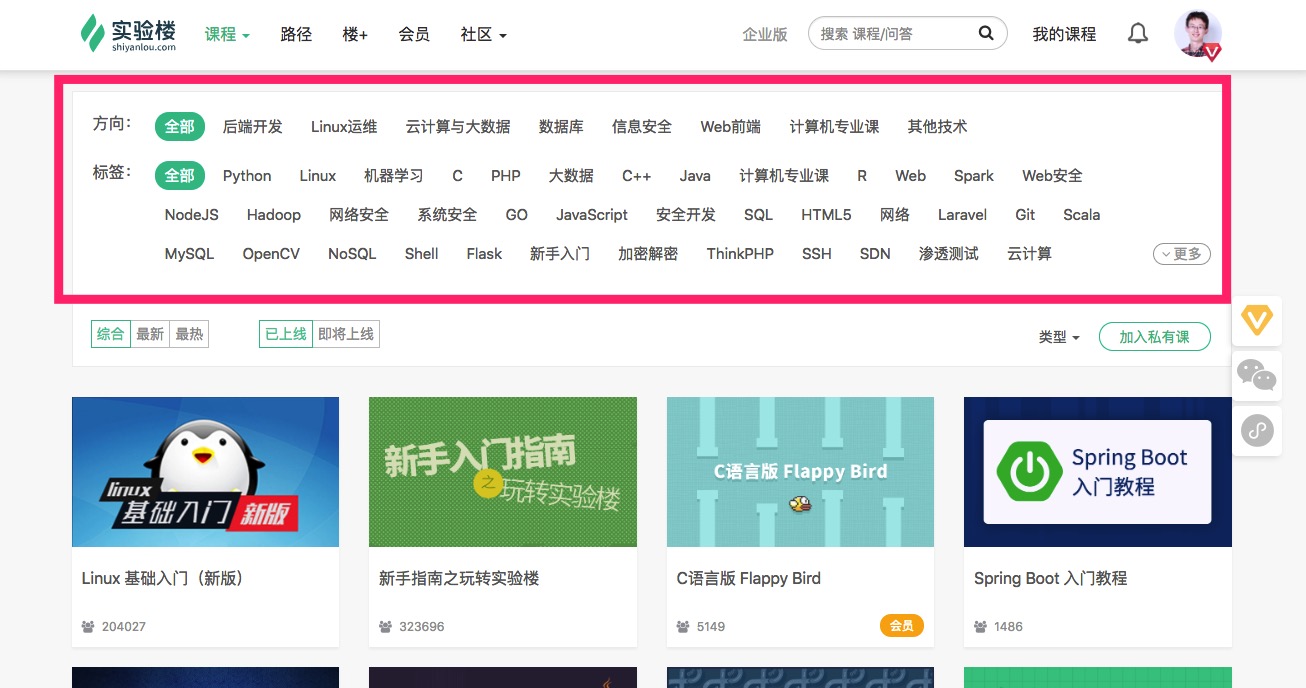 实验楼
shiyanlou.com
课程 路径 楼+ 会员 社区 企业版 搜索 课程/问答 我的课程
方向： 全部 后端开发 Linux运维 云计算与大数据 数据库 信息安全 Web前端 计算机专业课 其他技术
标签： 全部 Python Linux 机器学习 C PHP 大数据 C++ Java 计算机专业课 R Web Spark Web安全
NodeJS Hadoop 网络安全 系统安全 GO JavaScript 安全开发 SQL HTML5 网络 Laravel Git Scala
MySQL OpenCV NoSQL Shell Flask 新手入门 加密解密 ThinkPHP SSH SDN 渗透测试 云计算 更多
综合 最新 最热 已上线 即将上线 类型 加入私有课
linux
基础入门 新版
新手入门指南
之 玩转实验楼
C语言版 Flappy Bird
Spring Boot
入门教程
Linux 基础入门（新版） 新手指南之玩转实验楼 C语言版 Flappy Bird Spring Boot 入门教程
204027 323696 5149 会员 1486